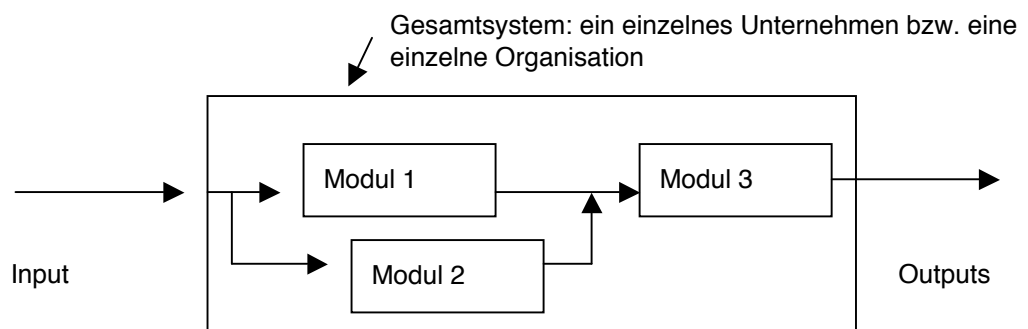 Gesamtsystem: ein einzelnes Unternehmen bzw. eine
einzelne Organisation
Modul 1
Modul 3
Modul 2
Input
Outputs